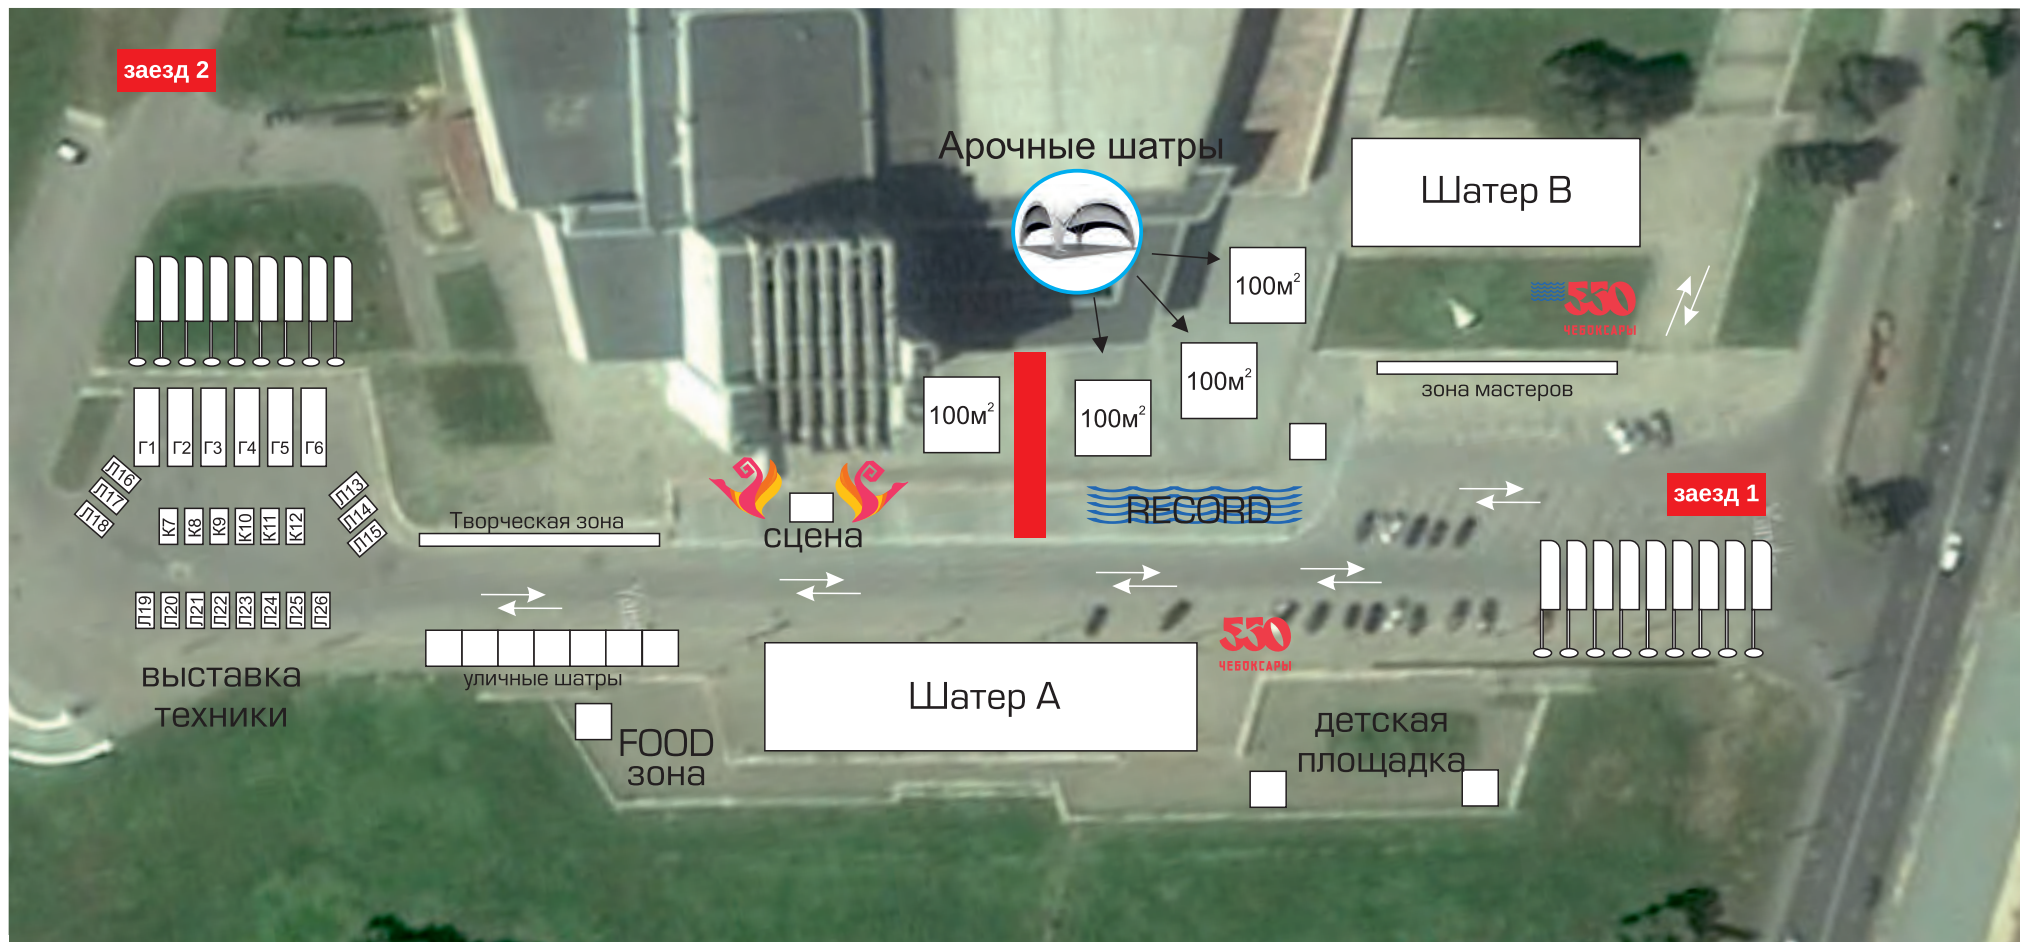 заезд 2
Арочные шатры
Шатер В
100м²
550
ЧЕБОКСАРЫ
100м²
100м²
100м²
зона мастеров
Г1
Г2
Г3
Г4
Г5
Г6
Л16
Л17
Л18
Л13
Л14
Л15
К7
К8
К9
К10
К11
К12
Творческая зона
сцена
RECORD
заезд 1
Л19
Л20
Л21
Л22
Л23
Л24
Л25
Л26
550
ЧЕБОКСАРЫ
выставка
техники
уличные шатры
FOOD
зона
Шатер А
детская
площадка